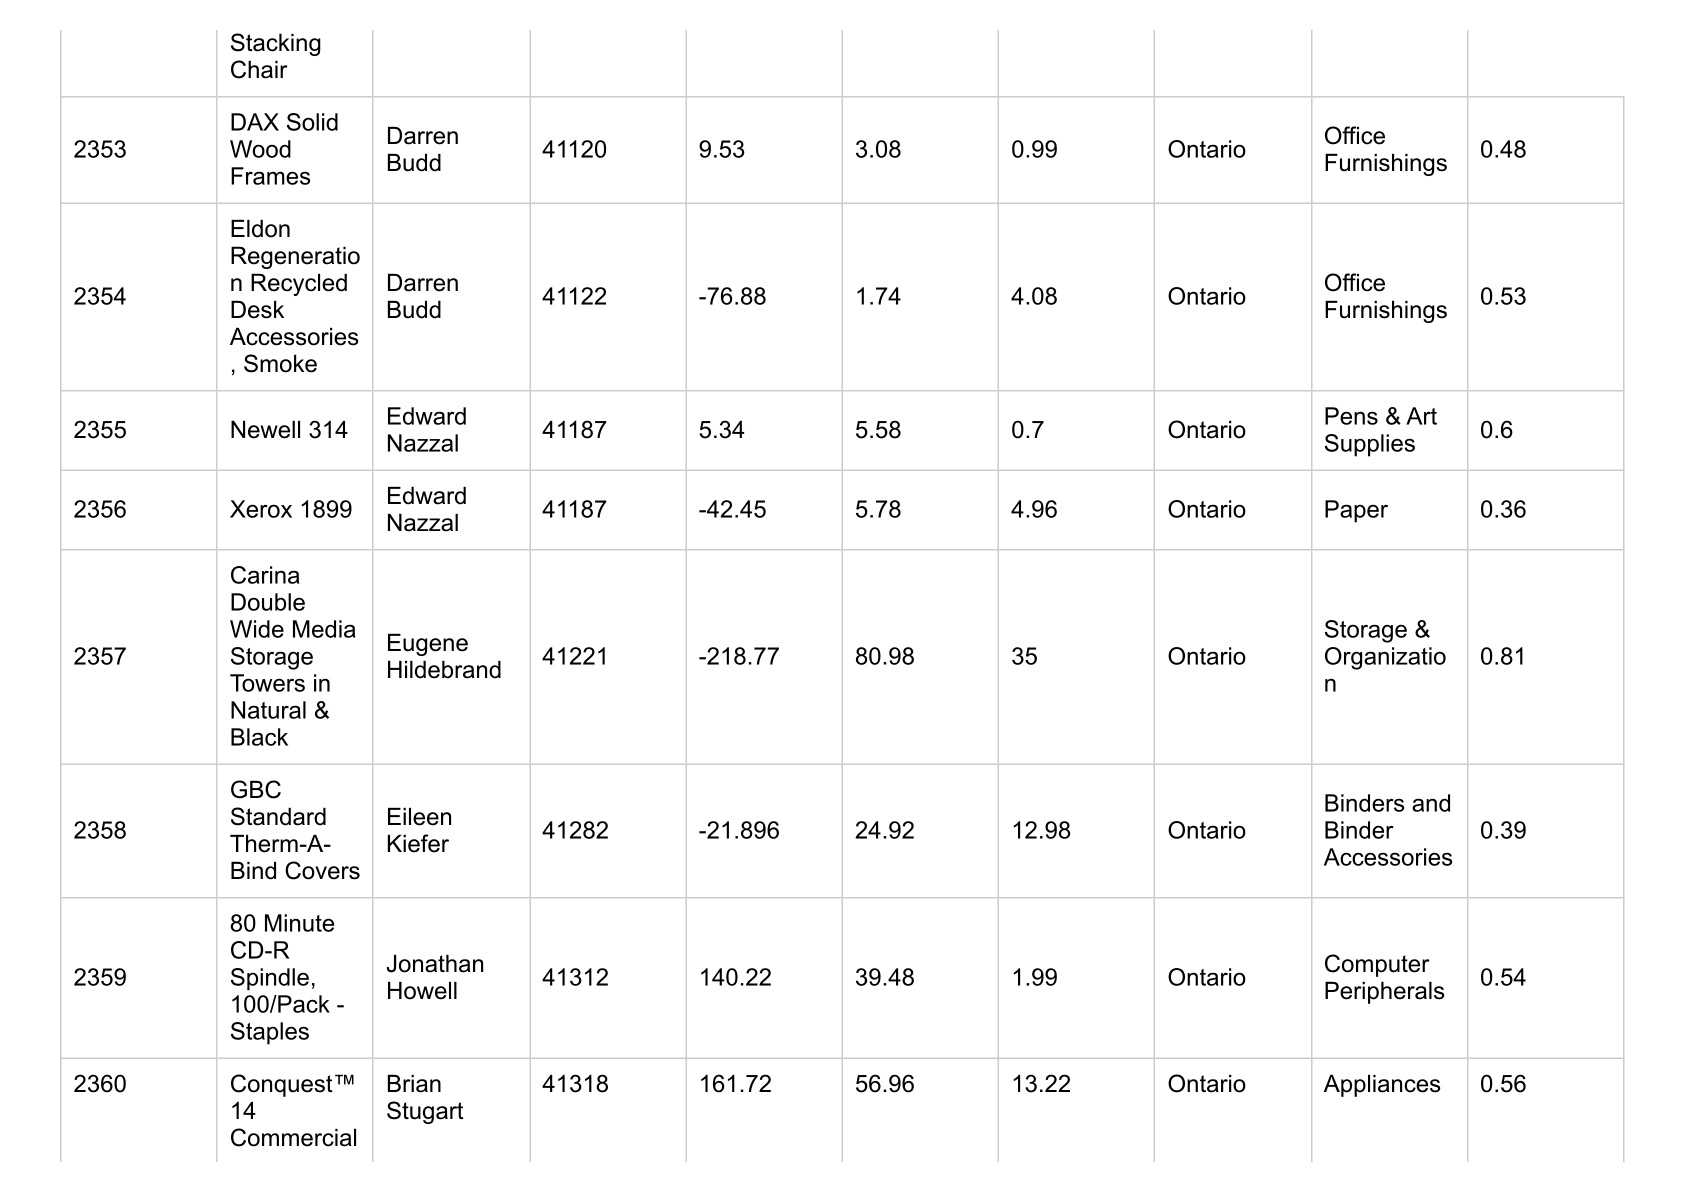 Stacking
Chair
2353
DAX Solid
Wood
Frames
Darren
Budd
41120
9.53
3.08
0.99
Ontario
Office
Furnishings
0.48
2354
Eldon
Regeneratio
n Recycled
Desk
Accessories
, Smoke
Darren
Budd
41122
-76.88
1.74
4.08
Ontario
Office
Furnishings
0.53
2355
Newell 314
Edward
Nazzal
41187
5.34
5.58
0.7
Ontario
Pens & Art
Supplies
0.6
2356
Xerox 1899
Edward
Nazzal
41187
-42.45
5.78
4.96
Ontario
Paper
0.36
2357
Carina
Double
Wide Media
Storage
Towers in
Natural &
Black
Eugene
Hildebrand
41221
-218.77
80.98
35
Ontario
Storage &
Organizatio
n
0.81
2358
GBC
Standard
Therm-A-
Bind Covers
Eileen
Kiefer
41282
-21.896
24.92
12.98
Ontario
Binders and
Binder
Accessories
0.39
2359
80 Minute
CD-R
Spindle,
100/Pack -
Staples
Jonathan
Howell
41312
140.22
39.48
1.99
Ontario
Computer
Peripherals
0.54
2360
Conquest™
14
Commercial
Brian
Stugart
41318
161.72
56.96
13.22
Ontario
Appliances
0.56